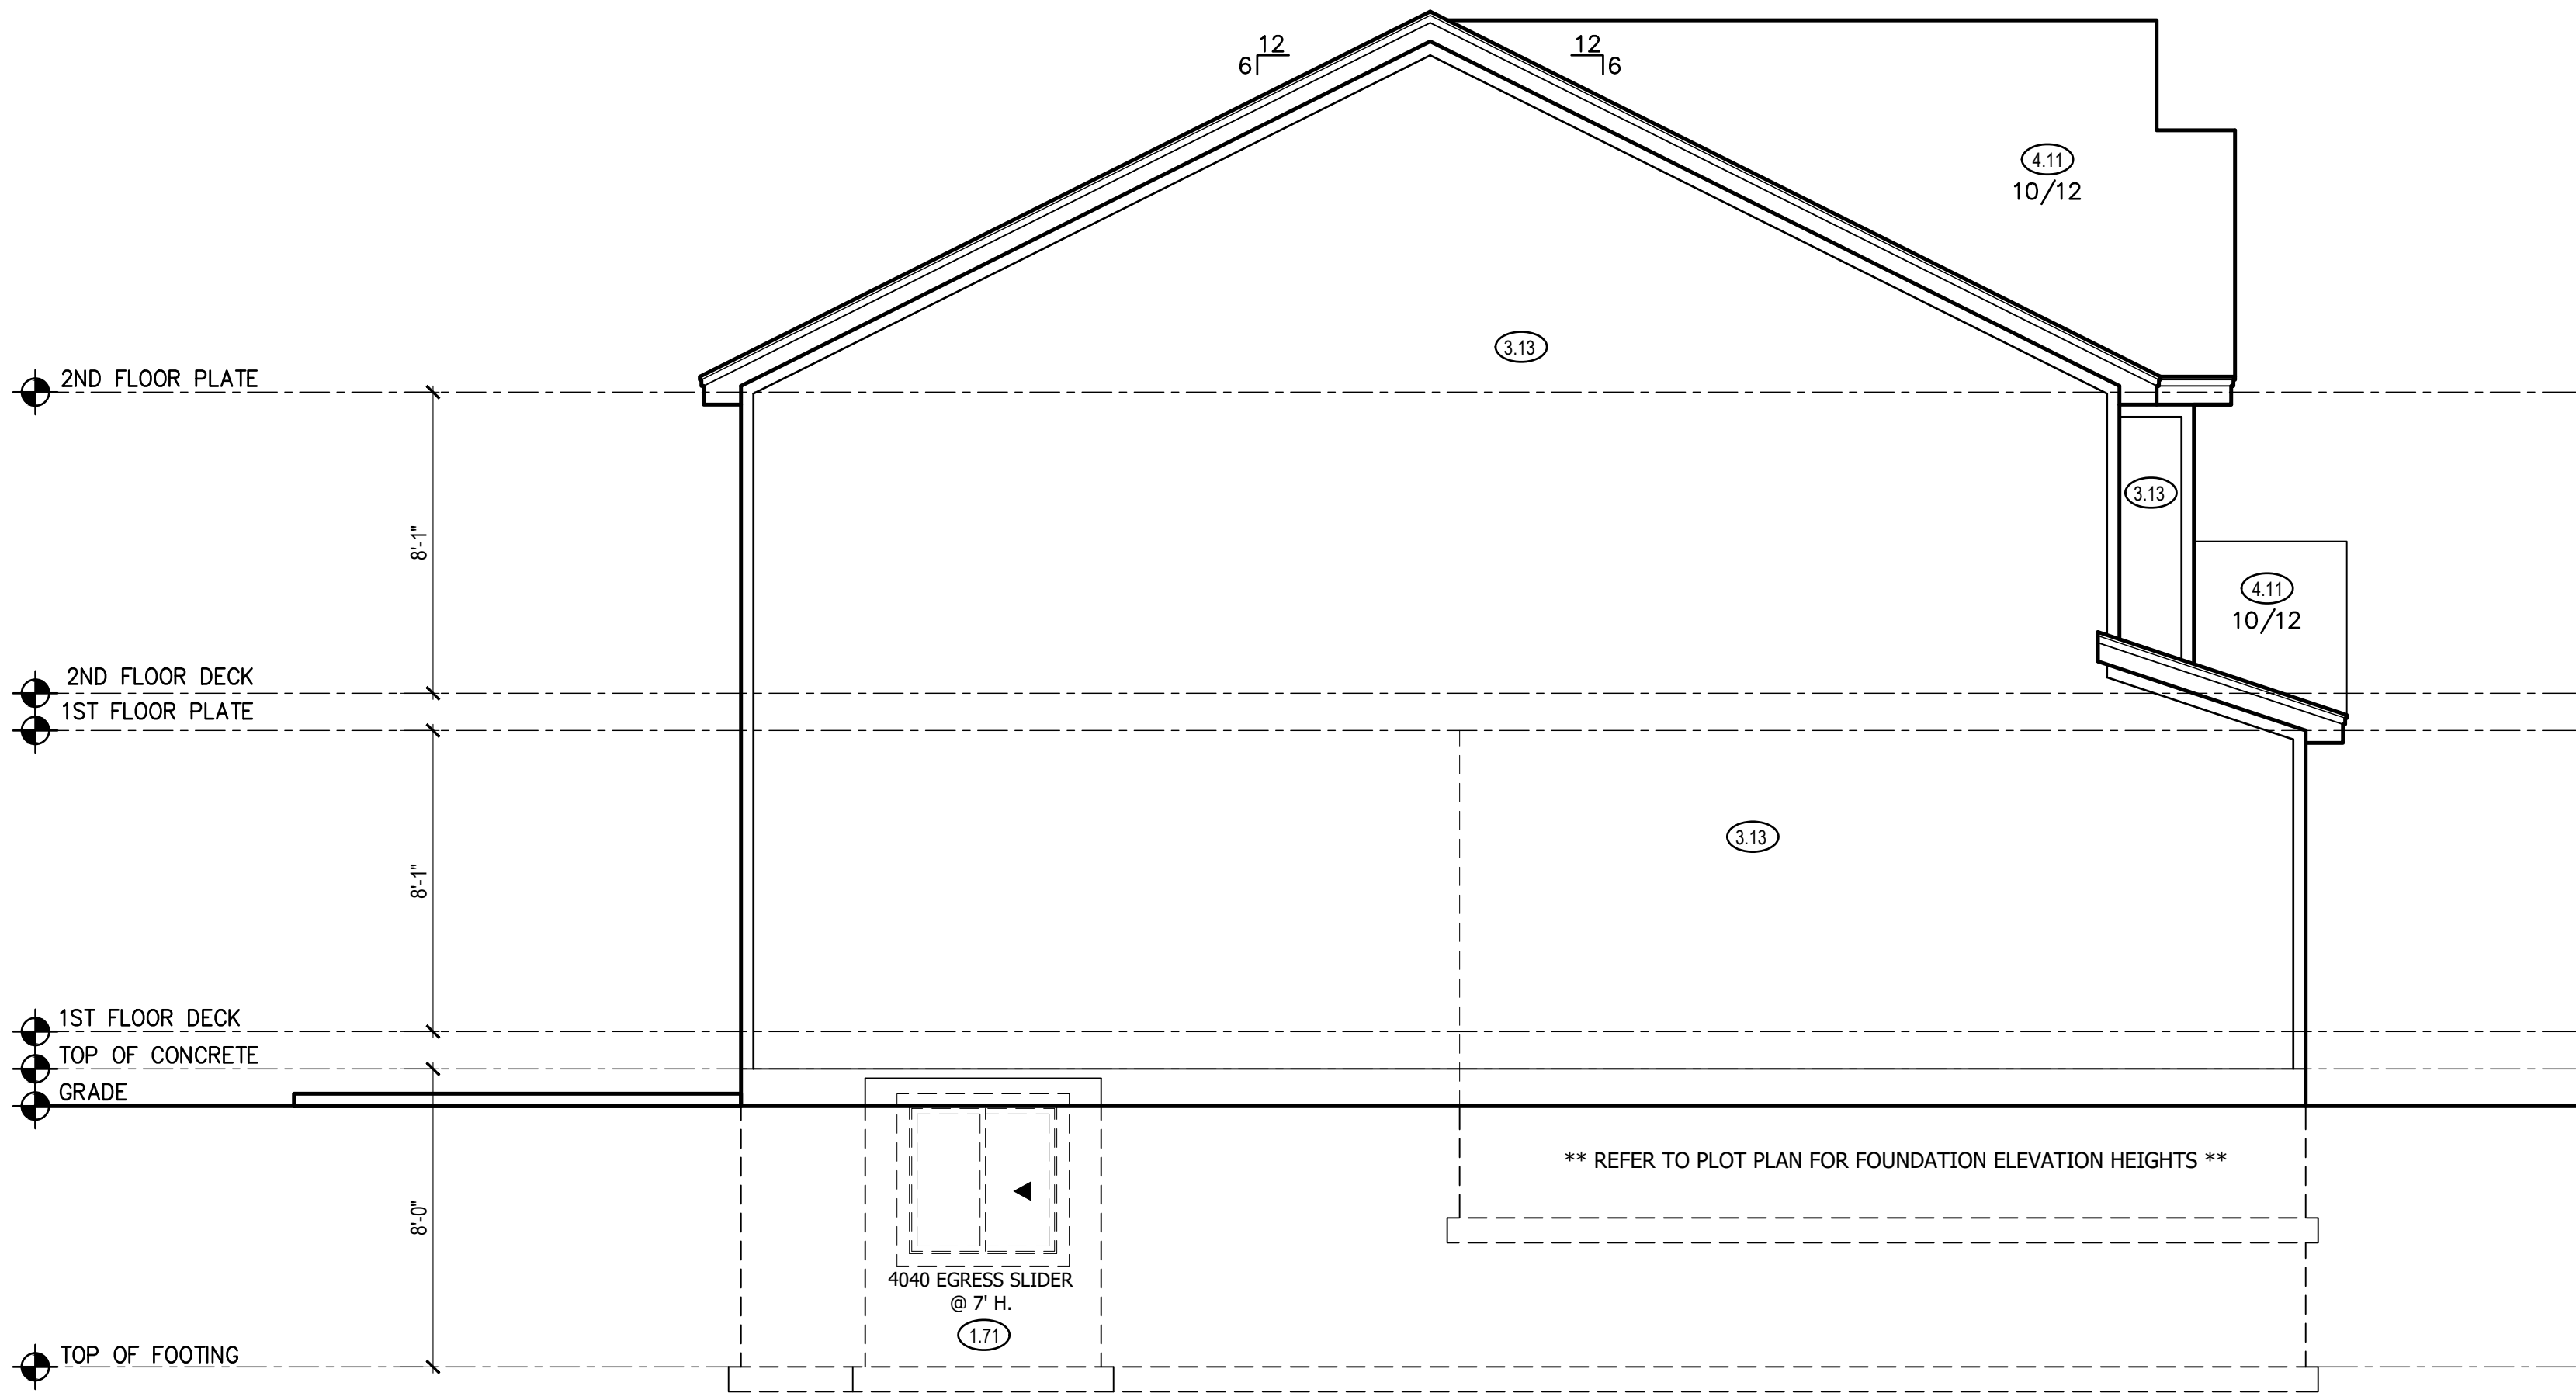 12
6
12
6
4.11
10/12
3.13
2ND FLOOR PLATE
3.13
8'-1"
4.11
10/12
2ND FLOOR DECK
1ST FLOOR PLATE
3.13
8'-1"
1ST FLOOR DECK
TOP OF CONCRETE
GRADE
** REFER TO PLOT PLAN FOR FOUNDATION ELEVATION HEIGHTS **
8'-0"
4040 EGRESS SLIDER
@ 7' H.
1.71
TOP OF FOOTING